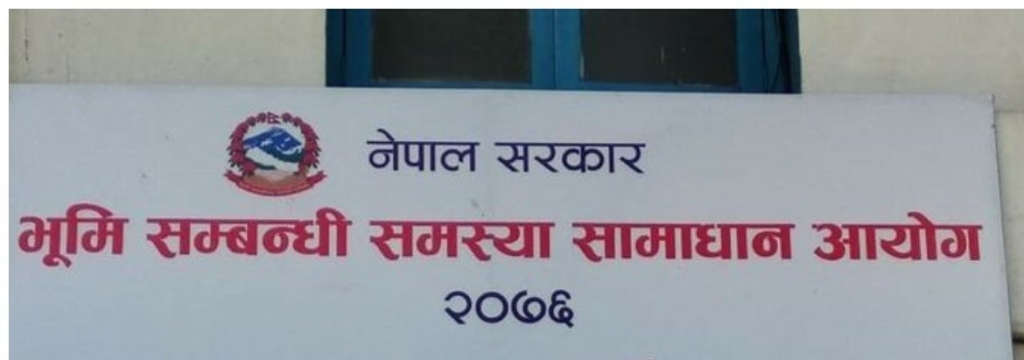 नेपाल सरकार
भूमि सम्बन्धी समस्या सामाधान आयोग
२०७६